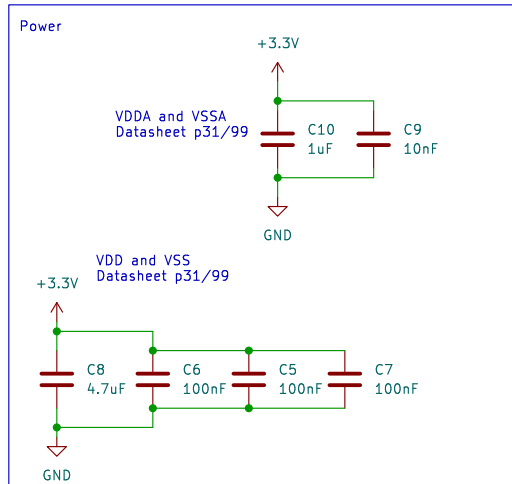 Power
+3.3V
VDDA and VSSA
Datasheet p31/99
C10
1uF
C9
10nF
GND
VDD and VSS
Datasheet p31/99
+3.3V
C8
4.7uF
C6
100nF
C5
100nF
C7
100nF
GND